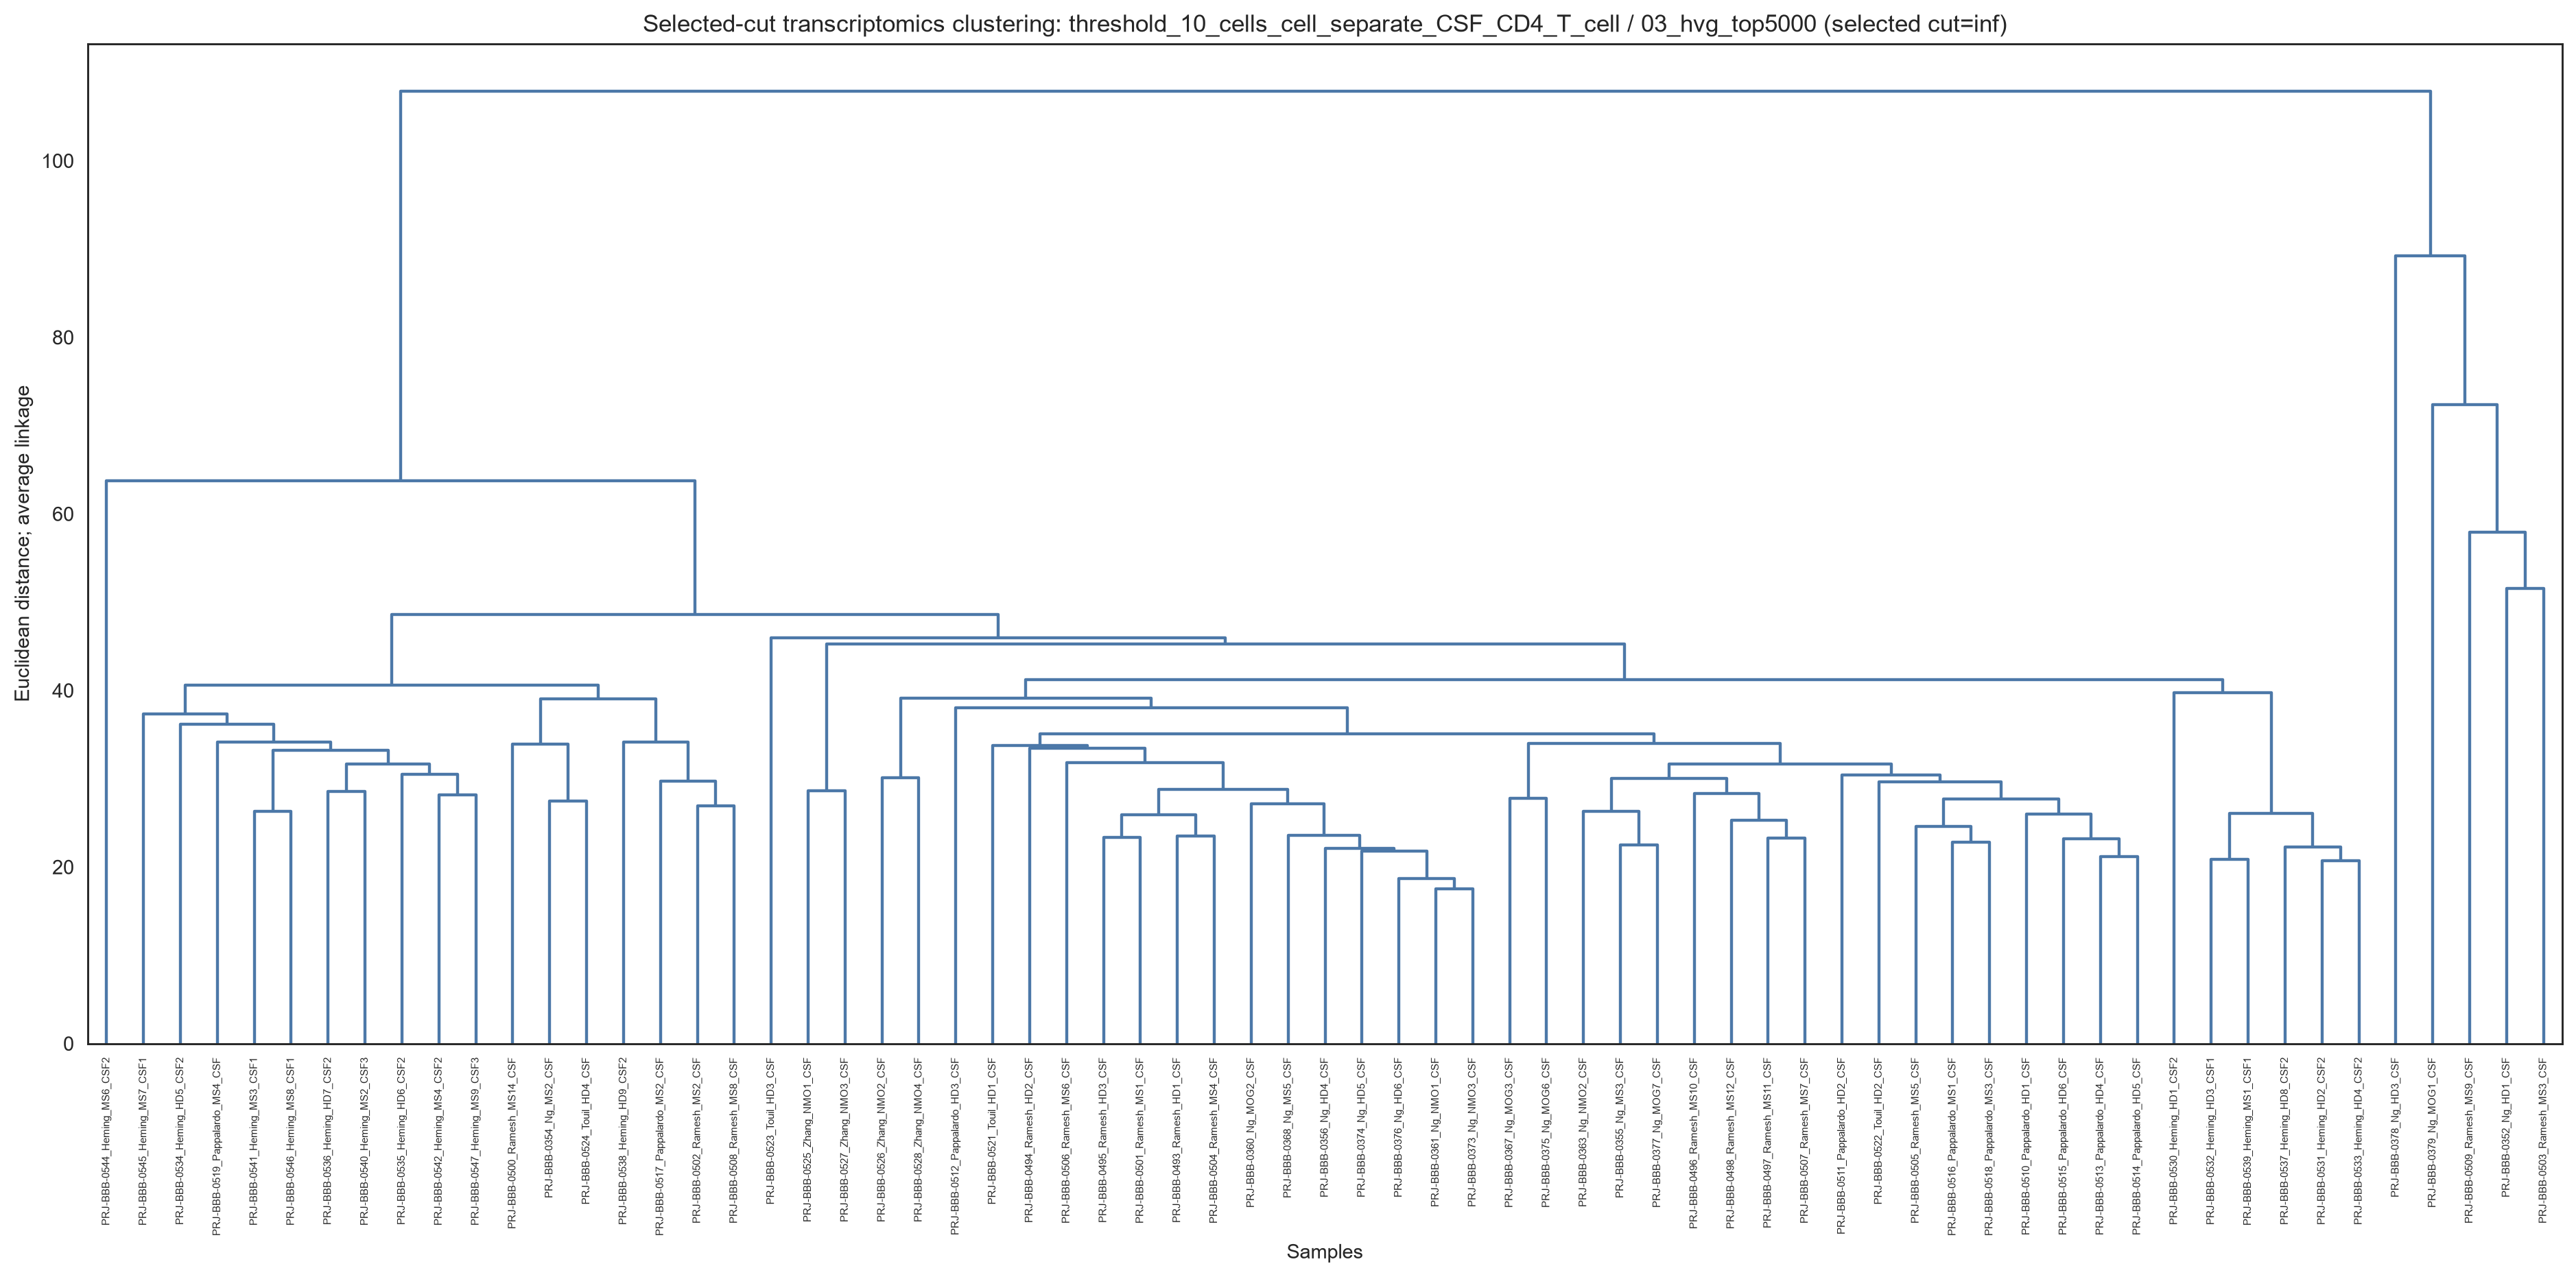 Selected-cut transcriptomics clustering: threshold_10_cells_cell_separate_CSF_CD4_T_cell / 03_hvg_top5000 (selected cut=inf)
Euclidean distance; average linkage
100
80
60
40
20
0
PRJ-BBB-0544_Heming_MS6_CSF2
PRJ-BBB-0545_Heming_MS7_CSF1
PRJ-BBB-0534_Heming_HD5_CSF2
PRJ-BBB-0519_Pappalardo_MS4_CSF
PRJ-BBB-0541_Heming_MS3_CSF1
PRJ-BBB-0546_Heming_MS8_CSF1
PRJ-BBB-0536_Heming_HD7_CSF2
PRJ-BBB-0540_Heming_MS2_CSF3
PRJ-BBB-0535_Heming_HD6_CSF2
PRJ-BBB-0542_Heming_MS4_CSF2
PRJ-BBB-0547_Heming_MS9_CSF3
PRJ-BBB-0500_Ramesh_MS14_CSF
PRJ-BBB-0354_Ng_MS2_CSF
PRJ-BBB-0524_Touil_HD4_CSF
PRJ-BBB-0538_Heming_HD9_CSF2
PRJ-BBB-0517_Pappalardo_MS2_CSF
PRJ-BBB-0502_Ramesh_MS2_CSF
PRJ-BBB-0508_Ramesh_MS8_CSF
PRJ-BBB-0523_Touil_HD3_CSF
PRJ-BBB-0525_Zhang_NMO1_CSF
PRJ-BBB-0527_Zhang_NMO3_CSF
PRJ-BBB-0526_Zhang_NMO2_CSF
PRJ-BBB-0528_Zhang_NMO4_CSF
PRJ-BBB-0512_Pappalardo_HD3_CSF
PRJ-BBB-0521_Touil_HD1_CSF
PRJ-BBB-0494_Ramesh_HD2_CSF
PRJ-BBB-0506_Ramesh_MS6_CSF
PRJ-BBB-0495_Ramesh_HD3_CSF
PRJ-BBB-0501_Ramesh_MS1_CSF
PRJ-BBB-0493_Ramesh_HD1_CSF
PRJ-BBB-0504_Ramesh_MS4_CSF
PRJ-BBB-0360_Ng_MOG2_CSF
PRJ-BBB-0368_Ng_MS5_CSF
PRJ-BBB-0356_Ng_HD4_CSF
PRJ-BBB-0374_Ng_HD5_CSF
PRJ-BBB-0376_Ng_HD6_CSF
PRJ-BBB-0361_Ng_NMO1_CSF
PRJ-BBB-0373_Ng_NMO3_CSF
PRJ-BBB-0367_Ng_MOG3_CSF
PRJ-BBB-0375_Ng_MOG6_CSF
PRJ-BBB-0363_Ng_NMO2_CSF
PRJ-BBB-0355_Ng_MS3_CSF
PRJ-BBB-0377_Ng_MOG7_CSF
PRJ-BBB-0496_Ramesh_MS10_CSF
PRJ-BBB-0498_Ramesh_MS12_CSF
PRJ-BBB-0497_Ramesh_MS11_CSF
PRJ-BBB-0507_Ramesh_MS7_CSF
PRJ-BBB-0511_Pappalardo_HD2_CSF
PRJ-BBB-0522_Touil_HD2_CSF
PRJ-BBB-0505_Ramesh_MS5_CSF
PRJ-BBB-0516_Pappalardo_MS1_CSF
PRJ-BBB-0518_Pappalardo_MS3_CSF
PRJ-BBB-0510_Pappalardo_HD1_CSF
PRJ-BBB-0515_Pappalardo_HD6_CSF
PRJ-BBB-0513_Pappalardo_HD4_CSF
PRJ-BBB-0514_Pappalardo_HD5_CSF
PRJ-BBB-0530_Heming_HD1_CSF2
PRJ-BBB-0532_Heming_HD3_CSF1
PRJ-BBB-0539_Heming_MS1_CSF1
PRJ-BBB-0537_Heming_HD8_CSF2
PRJ-BBB-0531_Heming_HD2_CSF2
PRJ-BBB-0533_Heming_HD4_CSF2
PRJ-BBB-0378_Ng_HD3_CSF
PRJ-BBB-0379_Ng_MOG1_CSF
PRJ-BBB-0509_Ramesh_MS9_CSF
PRJ-BBB-0352_Ng_HD1_CSF
PRJ-BBB-0503_Ramesh_MS3_CSF
Samples